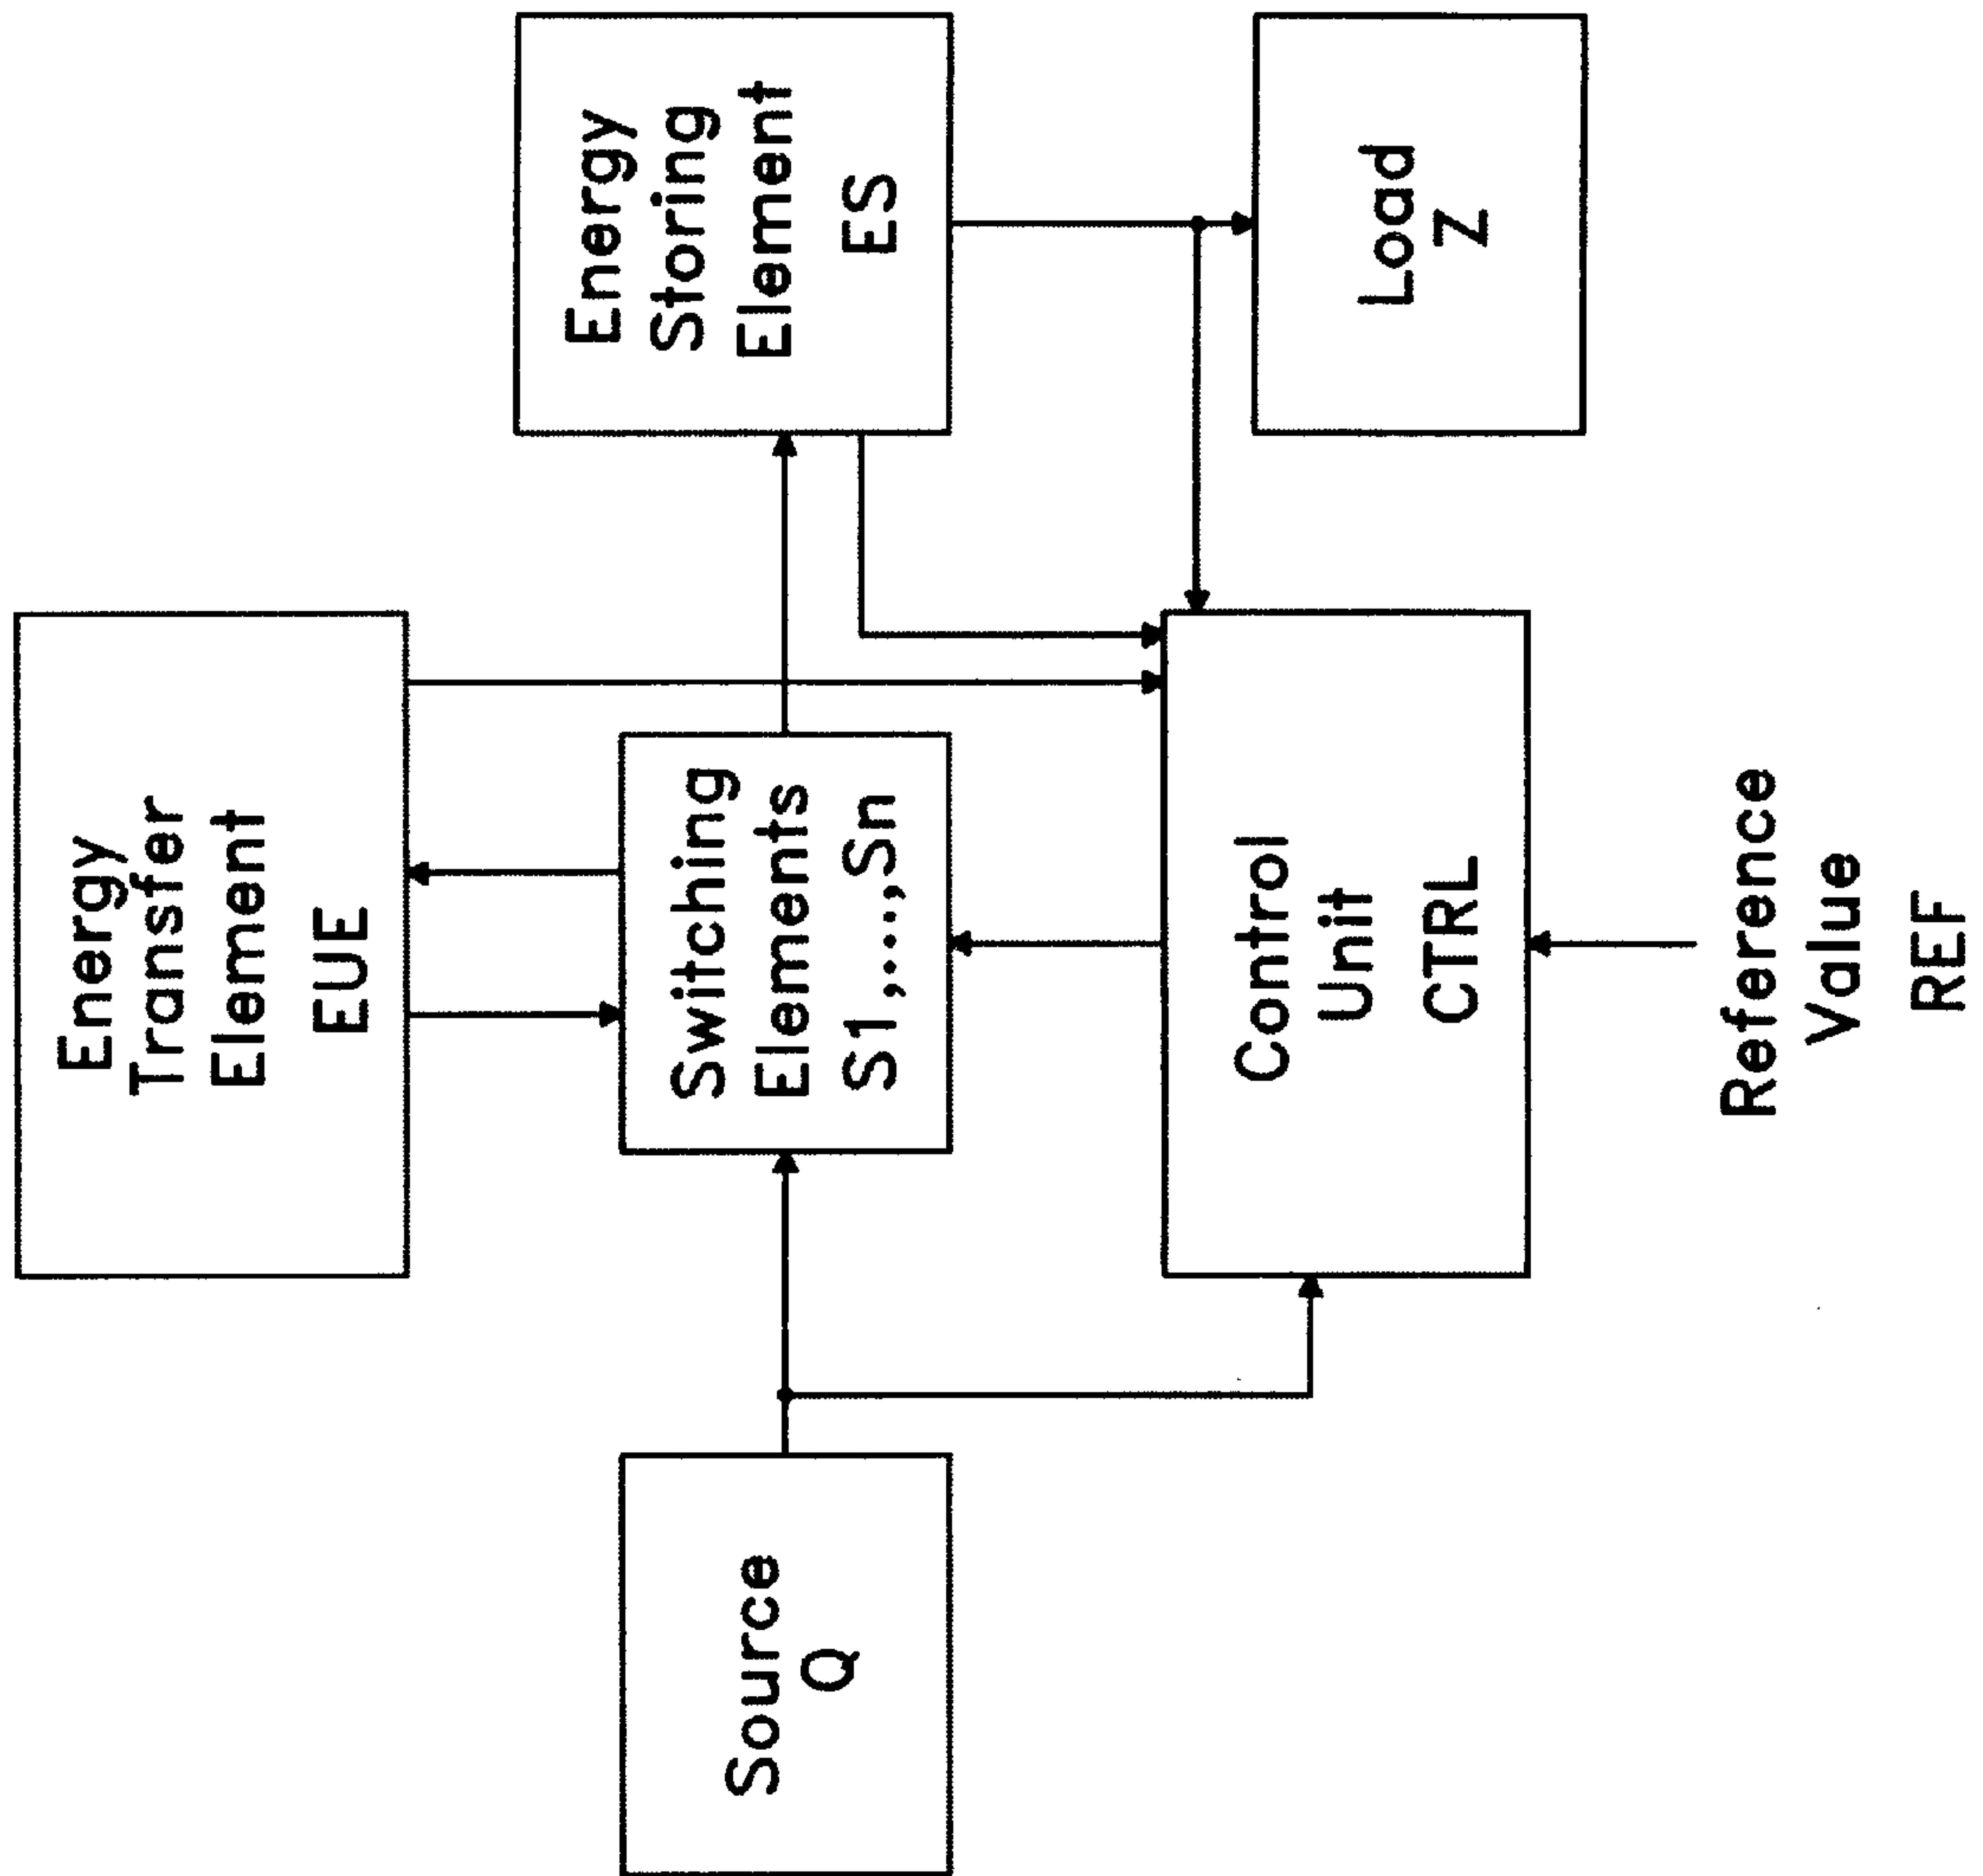 Energy
Transfer
Element
EUE
Source
Q
Switching
Elements
S1,...,Sn
Energy
Storing
Element
ES
Control
Unit
CTRL
Load
Z
Reference
Value
REF